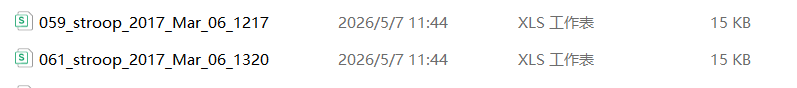 059_stroop_2017_Mar_06_1217 2026/5/7 11:44 XLS 工作表 15 KB
061_stroop_2017_Mar_06_1320 2026/5/7 11:44 XLS 工作表 15 KB